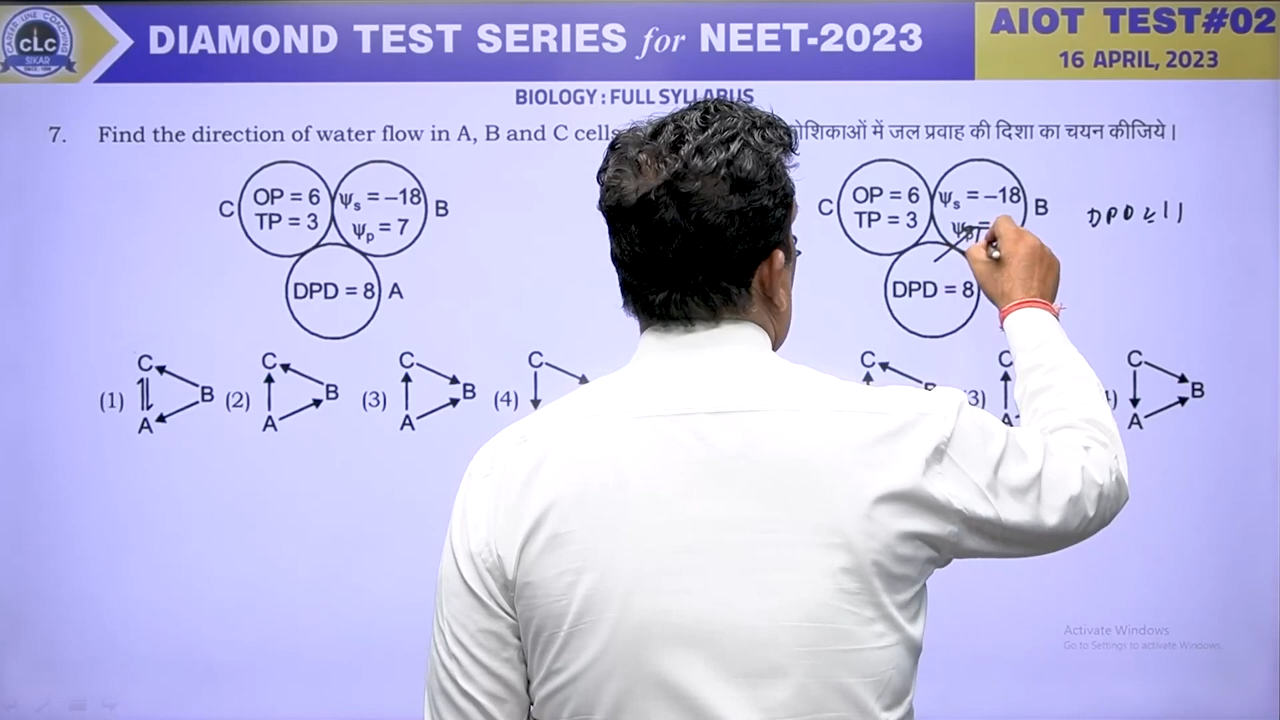 CAREER LINE COACHING
CLC
SIKAR
DIAMOND TEST SERIES for NEET-2023
AIOT TEST#02
16 APRIL, 2023
BIOLOGY : FULL SYLLABUS
7. Find the direction of water flow in A, B and C cells
कोशिकाओं में जल प्रवाह की दिशा का चयन कीजिये।
C OP = 6 TP = 3
ψs = –18 ψp = 7 B
DPD = 8 A
C OP = 6 TP = 3
ψs = –18 B
DPD = 8
DPD = 11
(1) C B A
(2) C B A
(3) C B A
(4) C
C B
3) C A
) C B A
Activate Windows
Go to Settings to activate Windows.